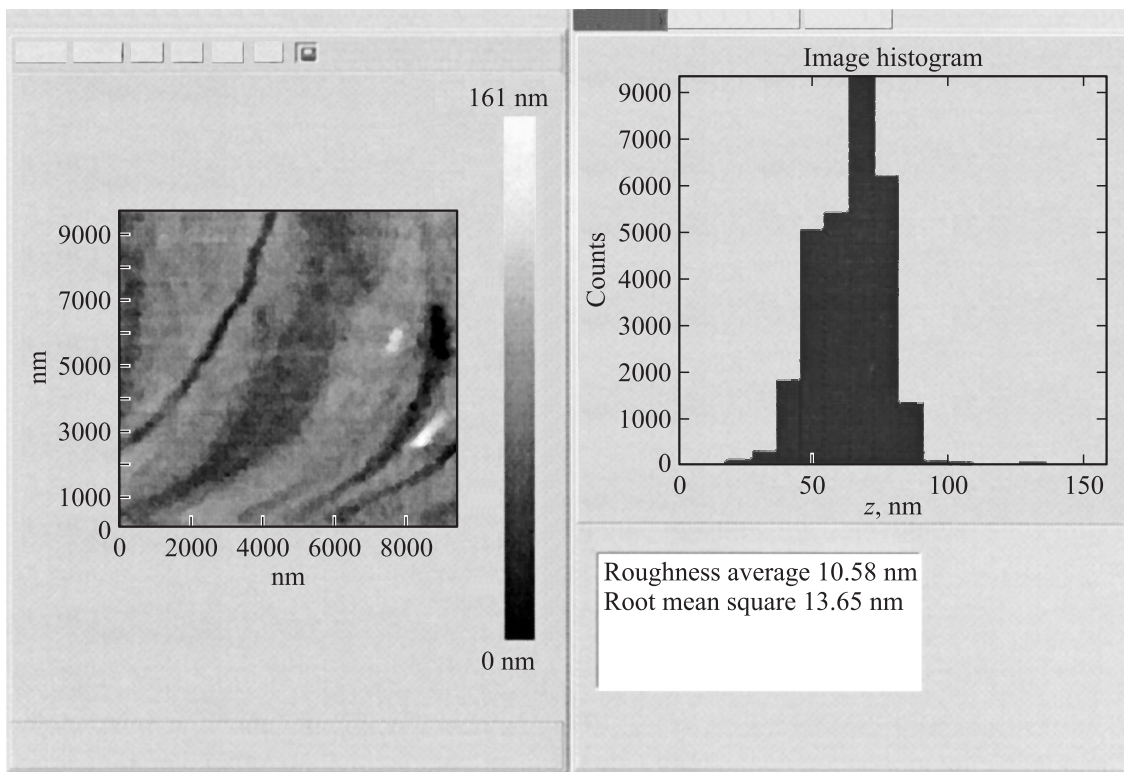 161 nm
nm
9000
7000
5000
3000
1000
0
0 2000 4000 6000 8000
nm
0 nm
Image histogram
Counts
9000
8000
7000
6000
5000
4000
3000
2000
1000
0
0 50 100 150
z, nm
Roughness average 10.58 nm
Root mean square 13.65 nm